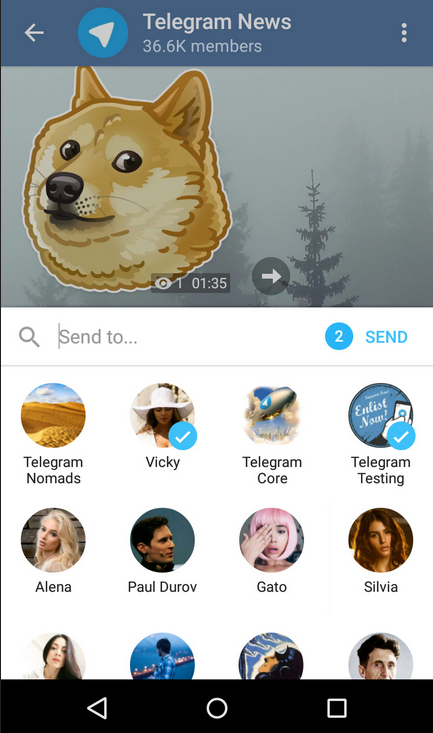 Telegram News
36.6K members
1 01:35
Send to...
2 SEND
Telegram
Nomads
Vicky
Telegram
Core
Enlist
Now!
Telegram
Testing
Alena
Paul Durov
Gato
Silvia